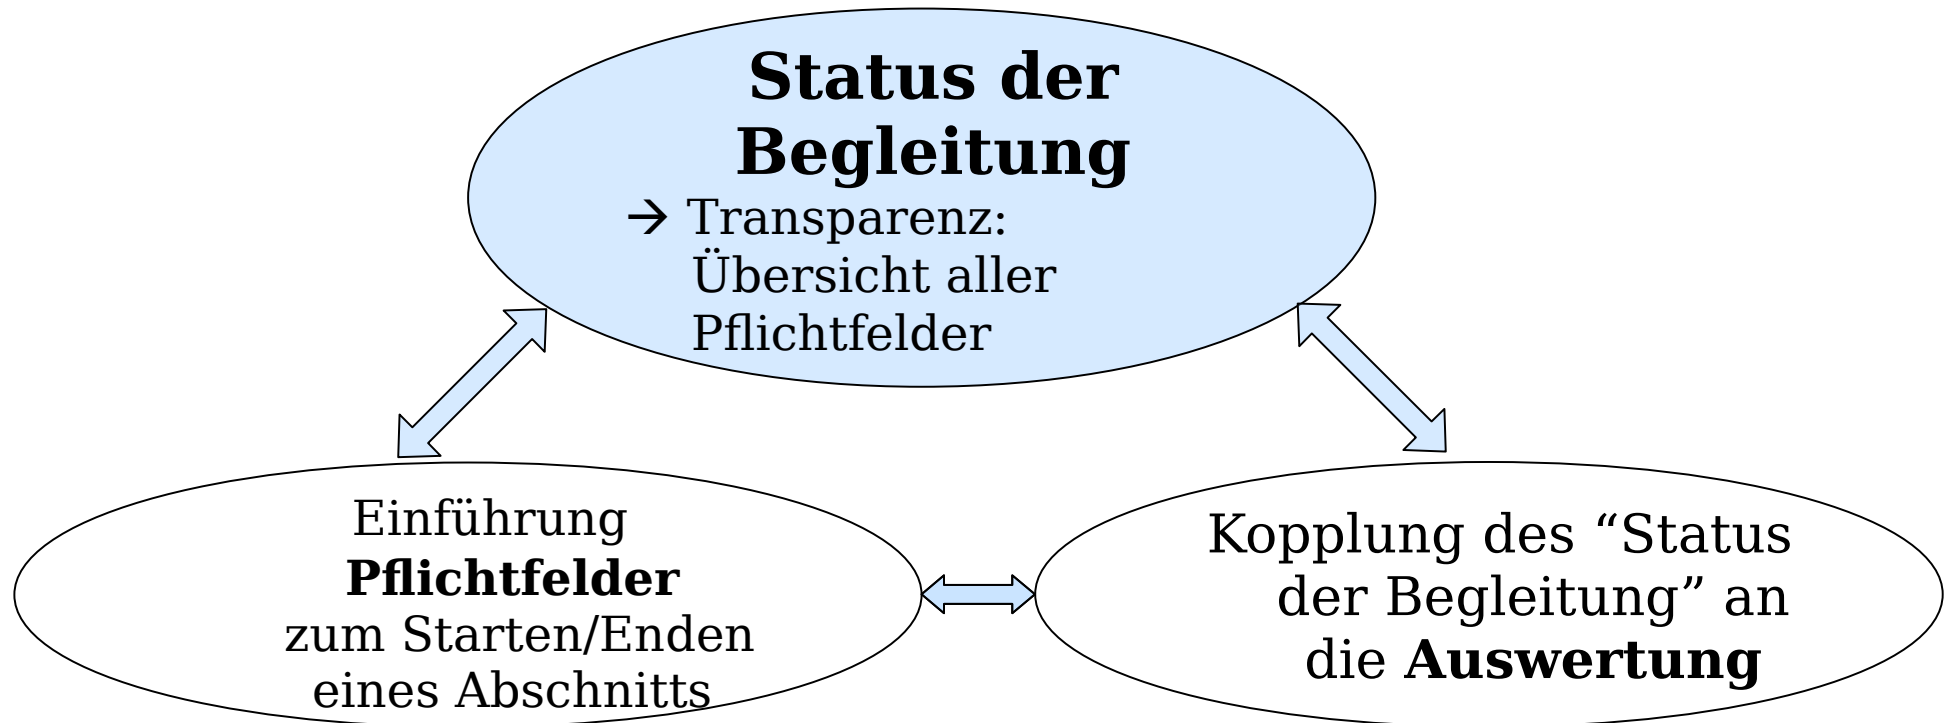 Status der
Begleitung
→ Transparenz:
Übersicht aller
Pflichtfelder
Einführung
Pflichtfelder
zum Starten/Enden
eines Abschnitts
Kopplung des “Status
der Begleitung” an
die Auswertung